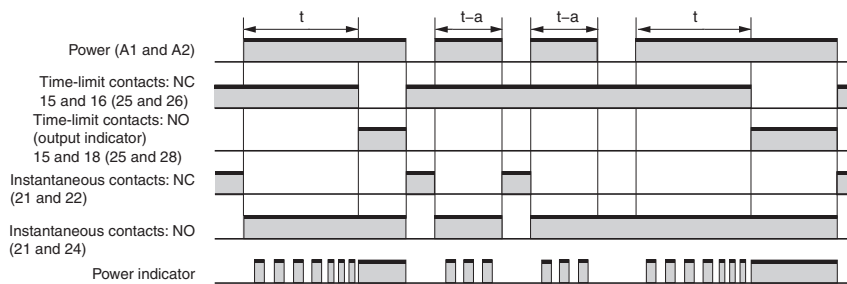 t
t–a
t–a
t
Power (A1 and A2)
Time-limit contacts: NC
15 and 16 (25 and 26)
Time-limit contacts: NO
(output indicator)
15 and 18 (25 and 28)
Instantaneous contacts: NC
(21 and 22)
Instantaneous contacts: NO
(21 and 24)
Power indicator